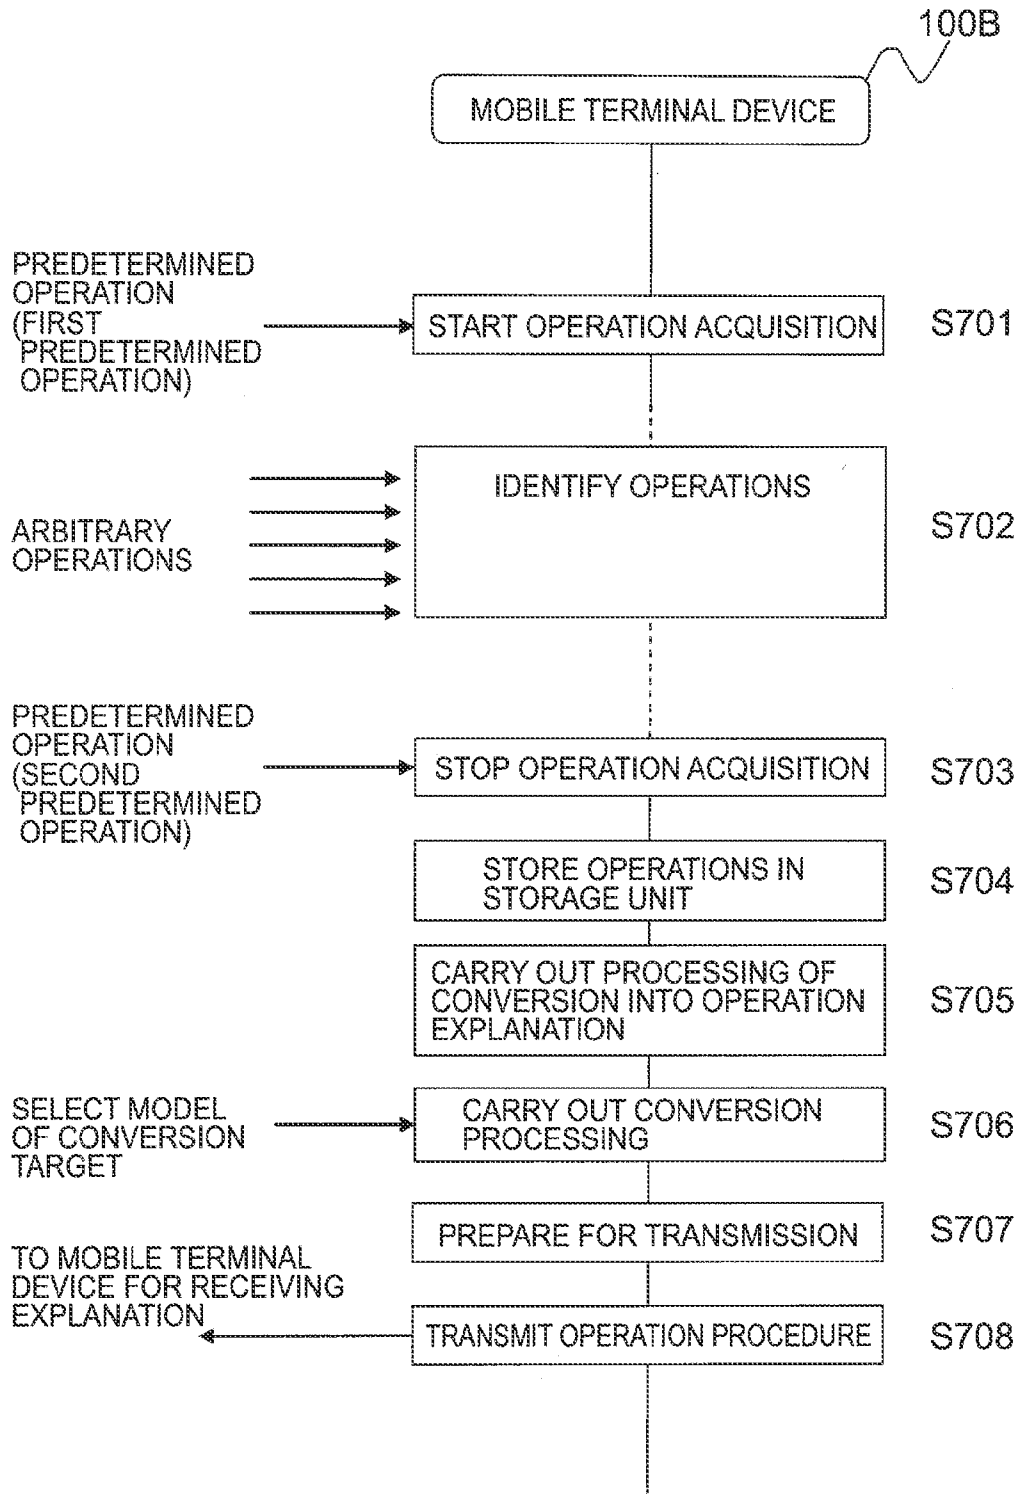 100B
MOBILE TERMINAL DEVICE
PREDETERMINED
OPERATION
(FIRST
PREDETERMINED
OPERATION)
START OPERATION ACQUISITION
S701
ARBITRARY
OPERATIONS
IDENTIFY OPERATIONS
S702
PREDETERMINED
OPERATION
(SECOND
PREDETERMINED
OPERATION)
STOP OPERATION ACQUISITION
S703
STORE OPERATIONS IN
STORAGE UNIT
S704
CARRY OUT PROCESSING OF
CONVERSION INTO OPERATION
EXPLANATION
S705
SELECT MODEL
OF CONVERSION
TARGET
CARRY OUT CONVERSION
PROCESSING
S706
PREPARE FOR TRANSMISSION
S707
TO MOBILE TERMINAL
DEVICE FOR RECEIVING
EXPLANATION
TRANSMIT OPERATION PROCEDURE
S708